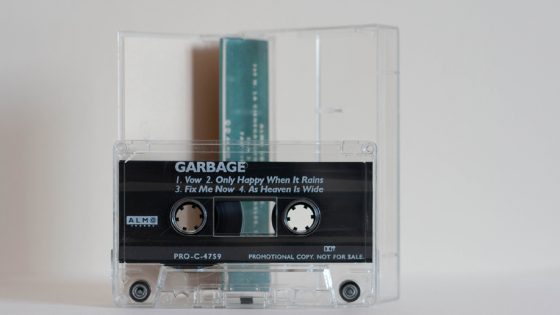 GARBAGE
1. Vow 2. Only Happy When It Rains
3. Fix Me Now 4. As Heaven Is Wide
ALMO
SOUNDS
PRO-C-4759
PROMOTIONAL COPY. NOT FOR SALE.